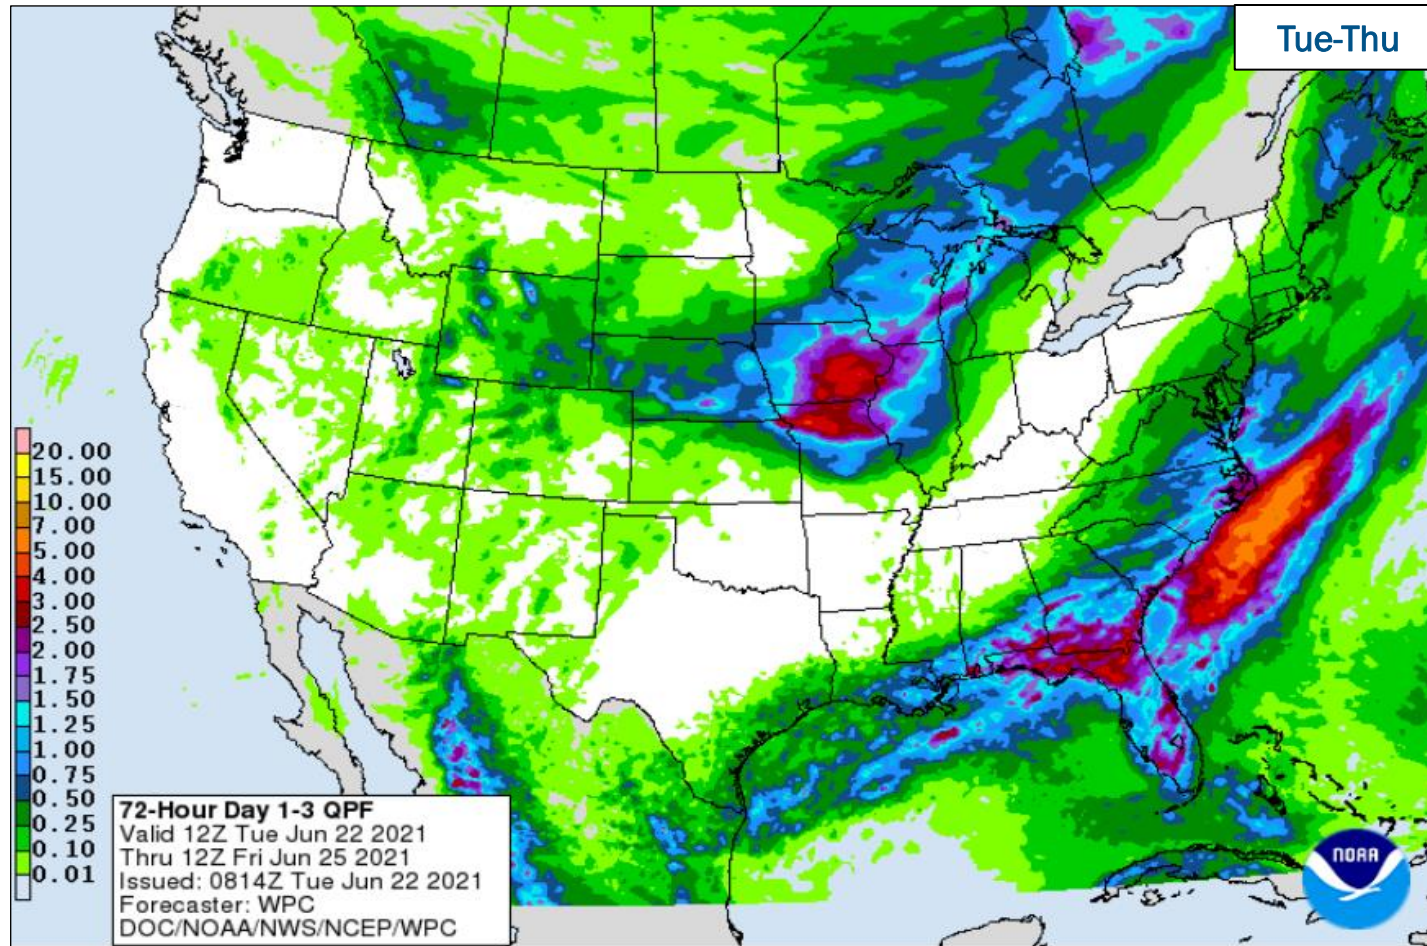 Tue-Thu
20.00
15.00
10.00
7.00
5.00
4.00
3.00
2.50
2.00
1.75
1.50
1.25
1.00
0.75
0.50
0.25
0.10
0.01
72-Hour Day 1-3 QPF
Valid 12Z Tue Jun 22 2021
Thru 12Z Fri Jun 25 2021
Issued: 0814Z Tue Jun 22 2021
Forecaster: WPC
DOC/NOAA/NWS/NCEP/WPC
NOAA